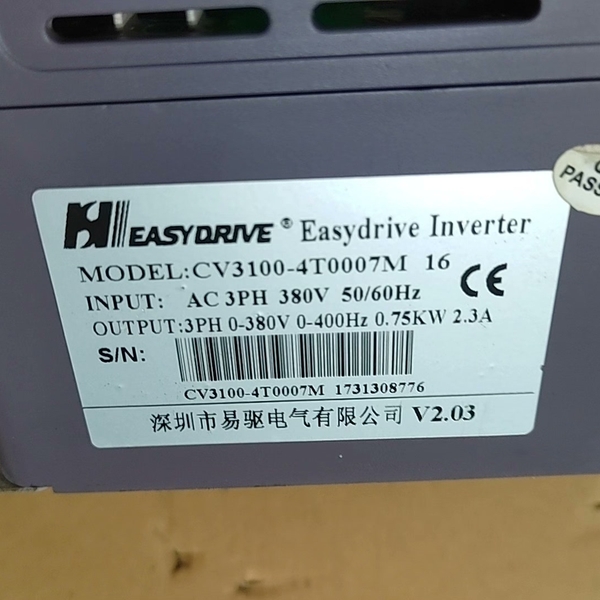 EASYDRIVE® Easydrive Inverter
MODEL:CV3100-4T0007M 16
CE
INPUT: AC 3PH 380V 50/60Hz
OUTPUT:3PH 0-380V 0-400Hz 0.75KW 2.3A
S/N:
CV3100-4T0007M 1731308776
深圳市易驱电气有限公司 V2.03
PASS